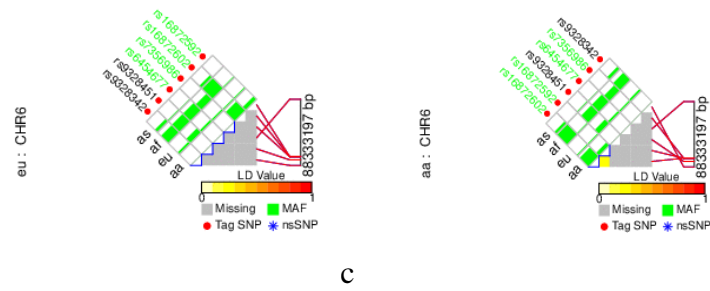 eu : CHR6
rs16872592
rs16872602
rs7356986
rs6454677
rs9328451
rs9328342
as
af
eu
aa
88333197 bp
LD Value
0 1
Missing MAF
Tag SNP nsSNP
aa : CHR6
rs9328342
rs7356986
rs6454677
rs9328451
rs16872592
rs16872602
as
af
eu
aa
88333197 bp
LD Value
0 1
Missing MAF
Tag SNP nsSNP
c